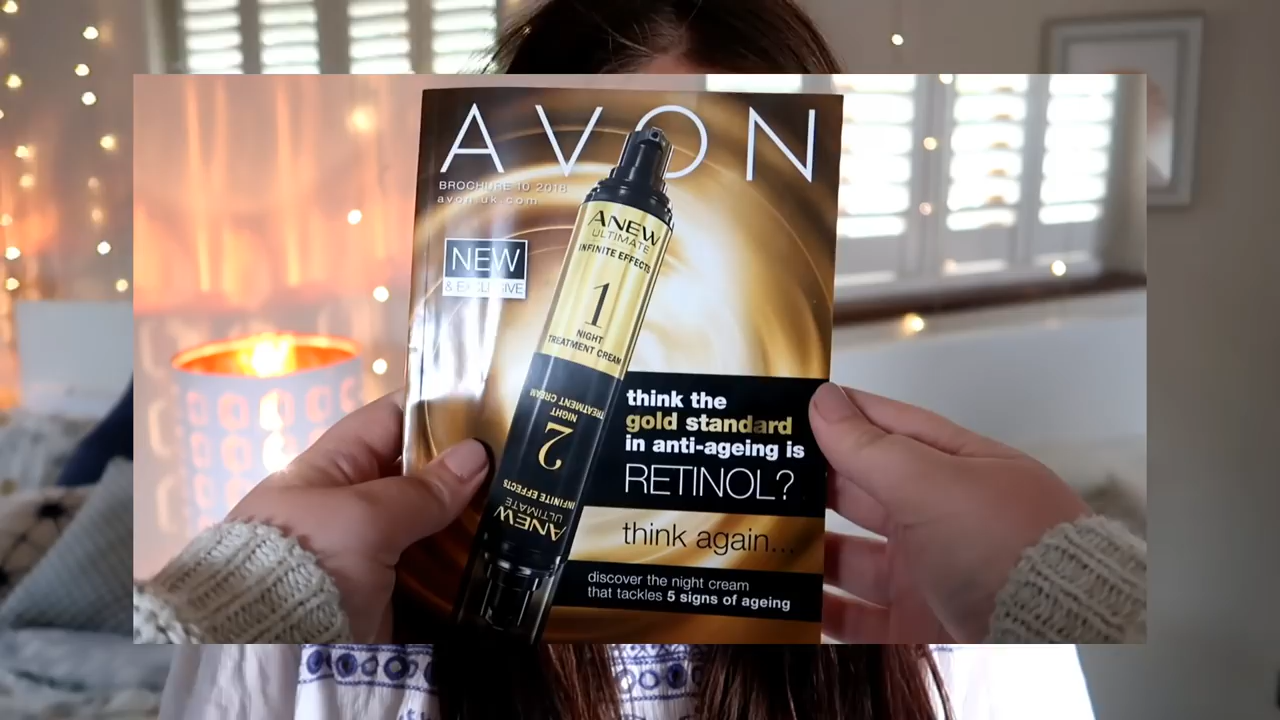 AVON
BROCHURE 10 2018
avon.uk.com
NEW
& EXCLUSIVE
ANEW
ULTIMATE
INFINITE EFFECTS
1
NIGHT
TREATMENT CREAM
2
NIGHT
TREATMENT CREAM
INFINITE EFFECTS
ULTIMATE
ANEW
think the
gold standard
in anti-ageing is
RETINOL?
think again...
discover the night cream
that tackles 5 signs of ageing